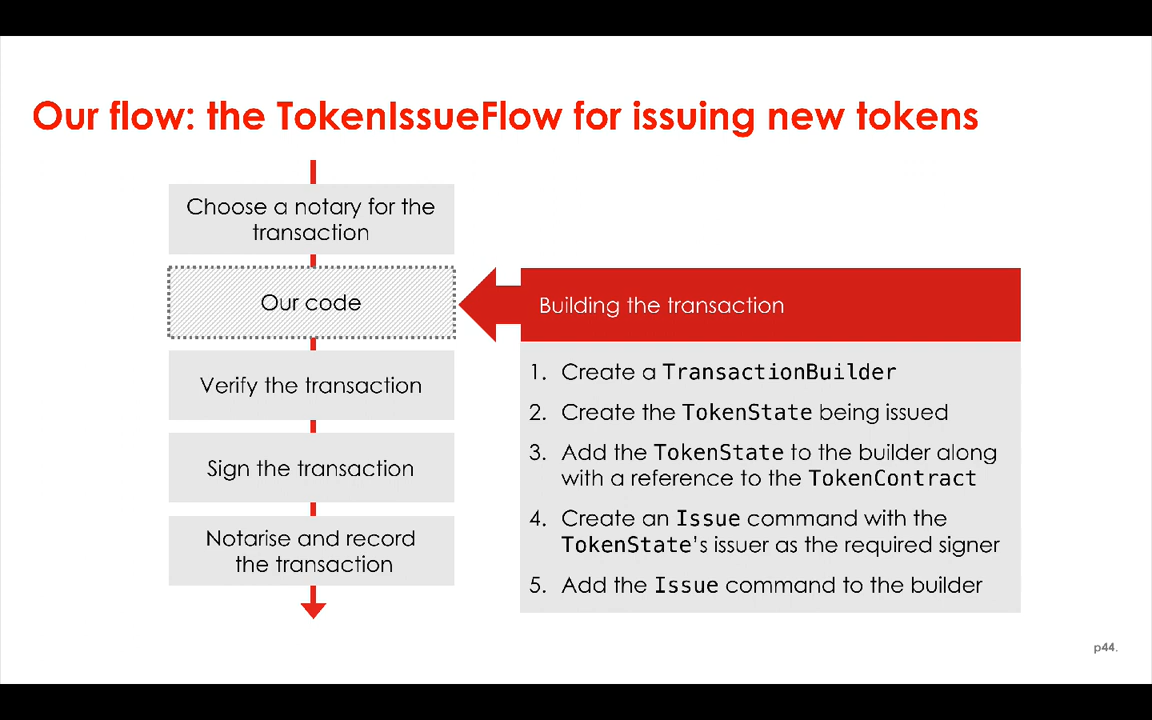 Our flow: the TokenIssueFlow for issuing new tokens
Choose a notary for the
transaction
Our code
Verify the transaction
Sign the transaction
Notarise and record
the transaction
Building the transaction
1. Create a TransactionBuilder
2. Create the TokenState being issued
3. Add the TokenState to the builder along
with a reference to the TokenContract
4. Create an Issue command with the
TokenState's issuer as the required signer
5. Add the Issue command to the builder
p44.